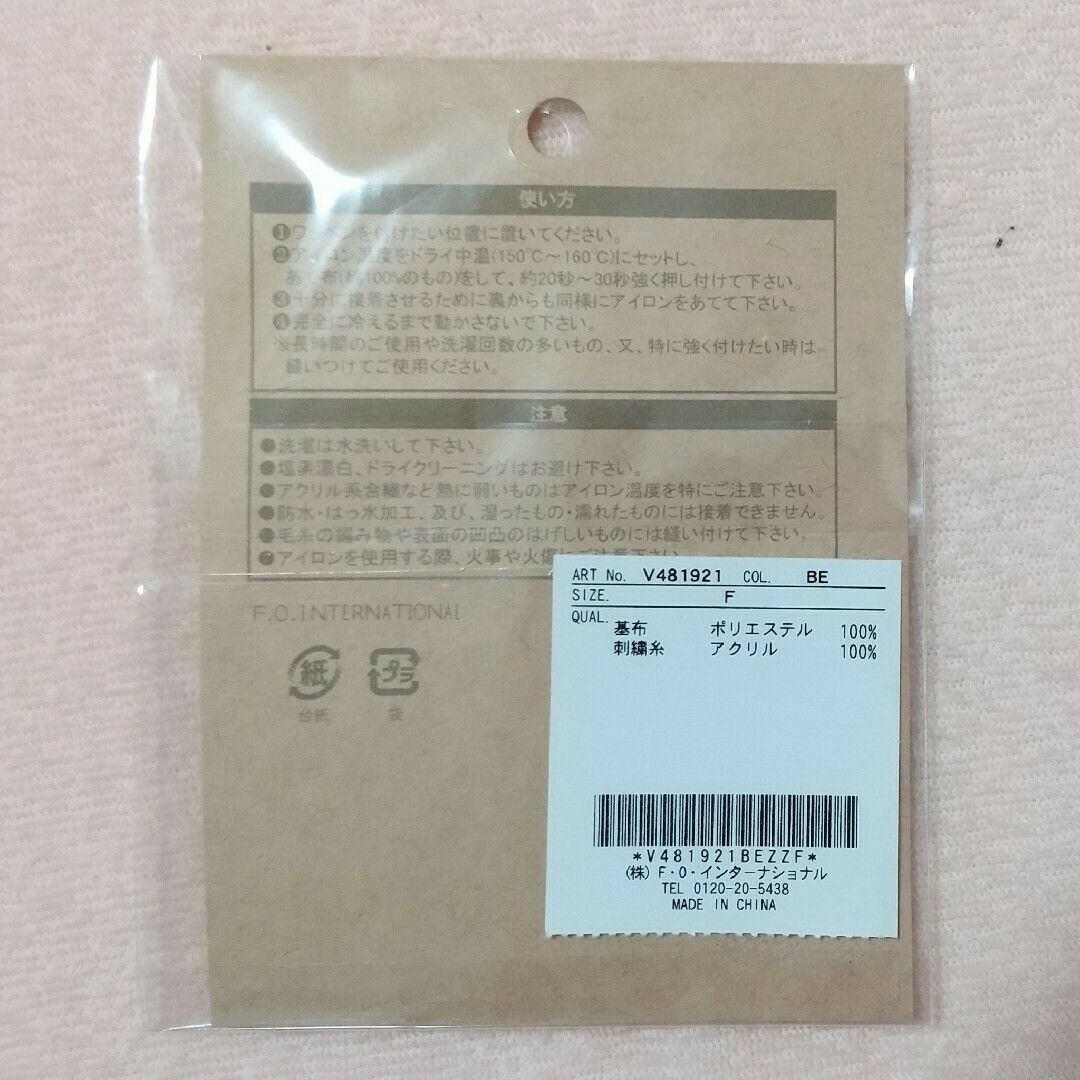 使い方
❶ワッペンを付けたい位置に置いてください。
❷アイロン温度をドライ中温(150℃~160℃)にセットし、
あて布(綿100%のもの)をして、約20秒~30秒強く押し付けて下さい。
❸十分に接着させるために裏からも同様にアイロンをあてて下さい。
❹完全に冷えるまで動かさないで下さい。
※長時間のご使用や洗濯回数の多いもの、又、特に強く付けたい時は
縫いつけてご使用ください。
注意
●洗濯は水洗いして下さい。
●塩素漂白、ドライクリーニングはお避け下さい。
●アクリル系合繊など熱に弱いものはアイロン温度を特にご注意下さい。
●防水・はっ水加工、及び、湿ったもの・濡れたものには接着できません。
●毛糸の編み物や表面の凹凸のはげしいものには縫い付けて下さい。
●アイロンを使用する際、火事や火傷にご注意下さい
F.O.INTERNATIONAL
紙 プラ
台紙 袋
ART No. V481921 COL. BE
SIZE. F
QUAL.
基布 ポリエステル 100%
刺繍糸 アクリル 100%
*V481921BEZZF*
(株)F・O・インターナショナル
TEL 0120-20-5438
MADE IN CHINA